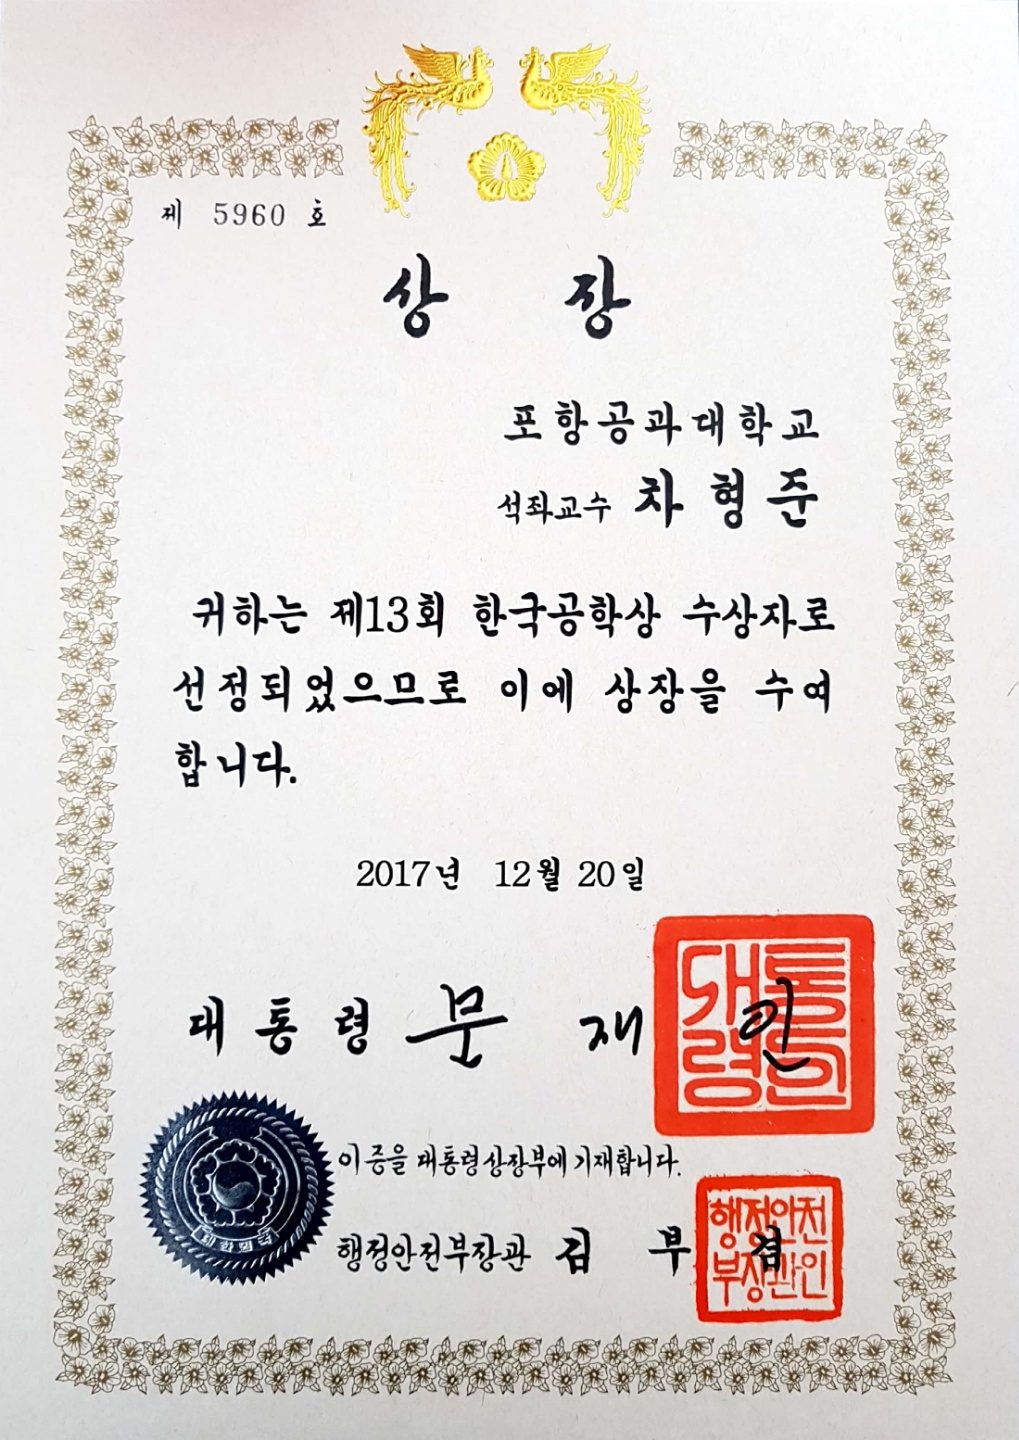 제 5960 호
상 장
포항공과대학교
석좌교수 차 형 준
귀하는 제13회 한국공학상 수상자로
선정되었으므로 이에 상장을 수여
합니다.
2017년 12월 20일
대통령 문 재 인
대통령의인
이 증을 대통령상장부에 기재합니다.
행정안전부장관 김 부 겸
행정안전부장관인
대한민국